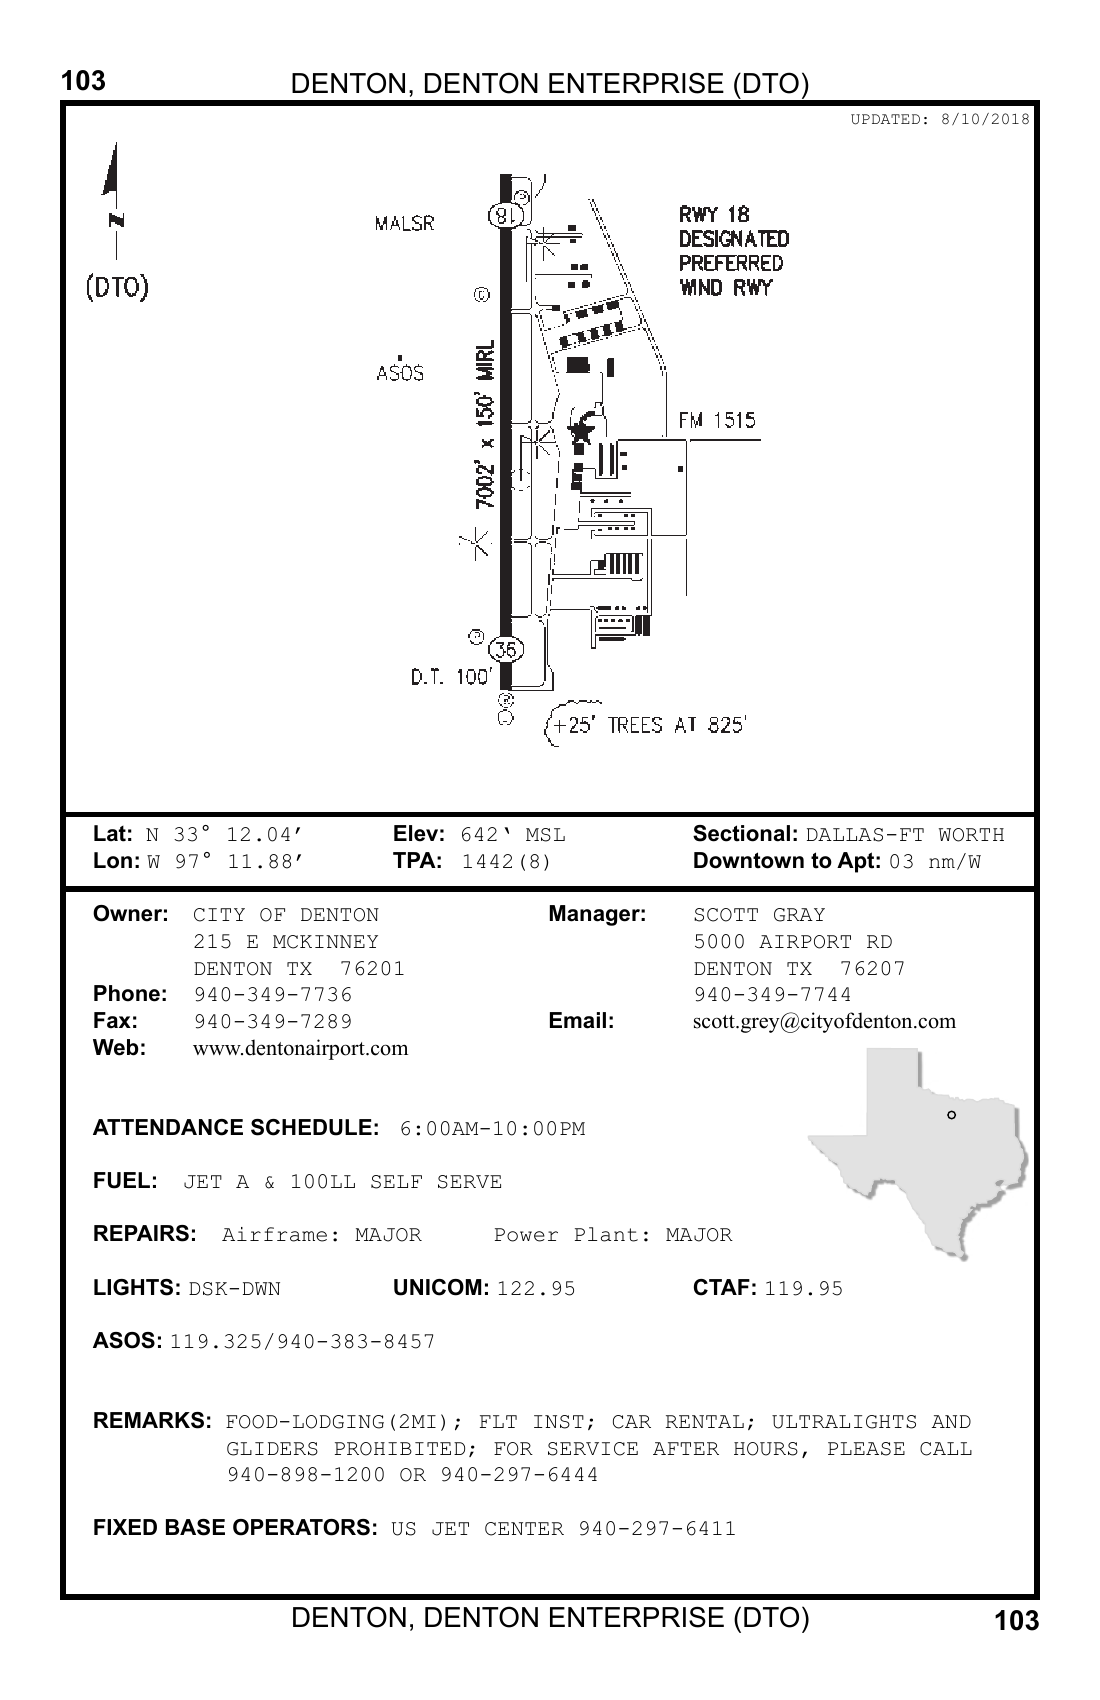 103
DENTON, DENTON ENTERPRISE (DTO)
UPDATED: 8/10/2018
N
(DTO)
MALSR
18
RWY 18
DESIGNATED
PREFERRED
WIND RWY
ASOS
7002' x 150' MIRL
FM 1515
36
D.T. 100'
+25' TREES AT 825'
Lat: N 33° 12.04’ Elev: 642‘ MSL Sectional: DALLAS-FT WORTH
Lon: W 97° 11.88’ TPA: 1442(8) Downtown to Apt: 03 nm/W
Owner: CITY OF DENTON Manager: SCOTT GRAY
215 E MCKINNEY 5000 AIRPORT RD
DENTON TX 76201 DENTON TX 76207
Phone: 940-349-7736 940-349-7744
Fax: 940-349-7289 Email: scott.grey@cityofdenton.com
Web: www.dentonairport.com
ATTENDANCE SCHEDULE: 6:00AM-10:00PM
FUEL: JET A & 100LL SELF SERVE
REPAIRS: Airframe: MAJOR Power Plant: MAJOR
LIGHTS: DSK-DWN UNICOM: 122.95 CTAF: 119.95
ASOS: 119.325/940-383-8457
REMARKS: FOOD-LODGING(2MI); FLT INST; CAR RENTAL; ULTRALIGHTS AND
GLIDERS PROHIBITED; FOR SERVICE AFTER HOURS, PLEASE CALL
940-898-1200 OR 940-297-6444
FIXED BASE OPERATORS: US JET CENTER 940-297-6411
DENTON, DENTON ENTERPRISE (DTO)
103